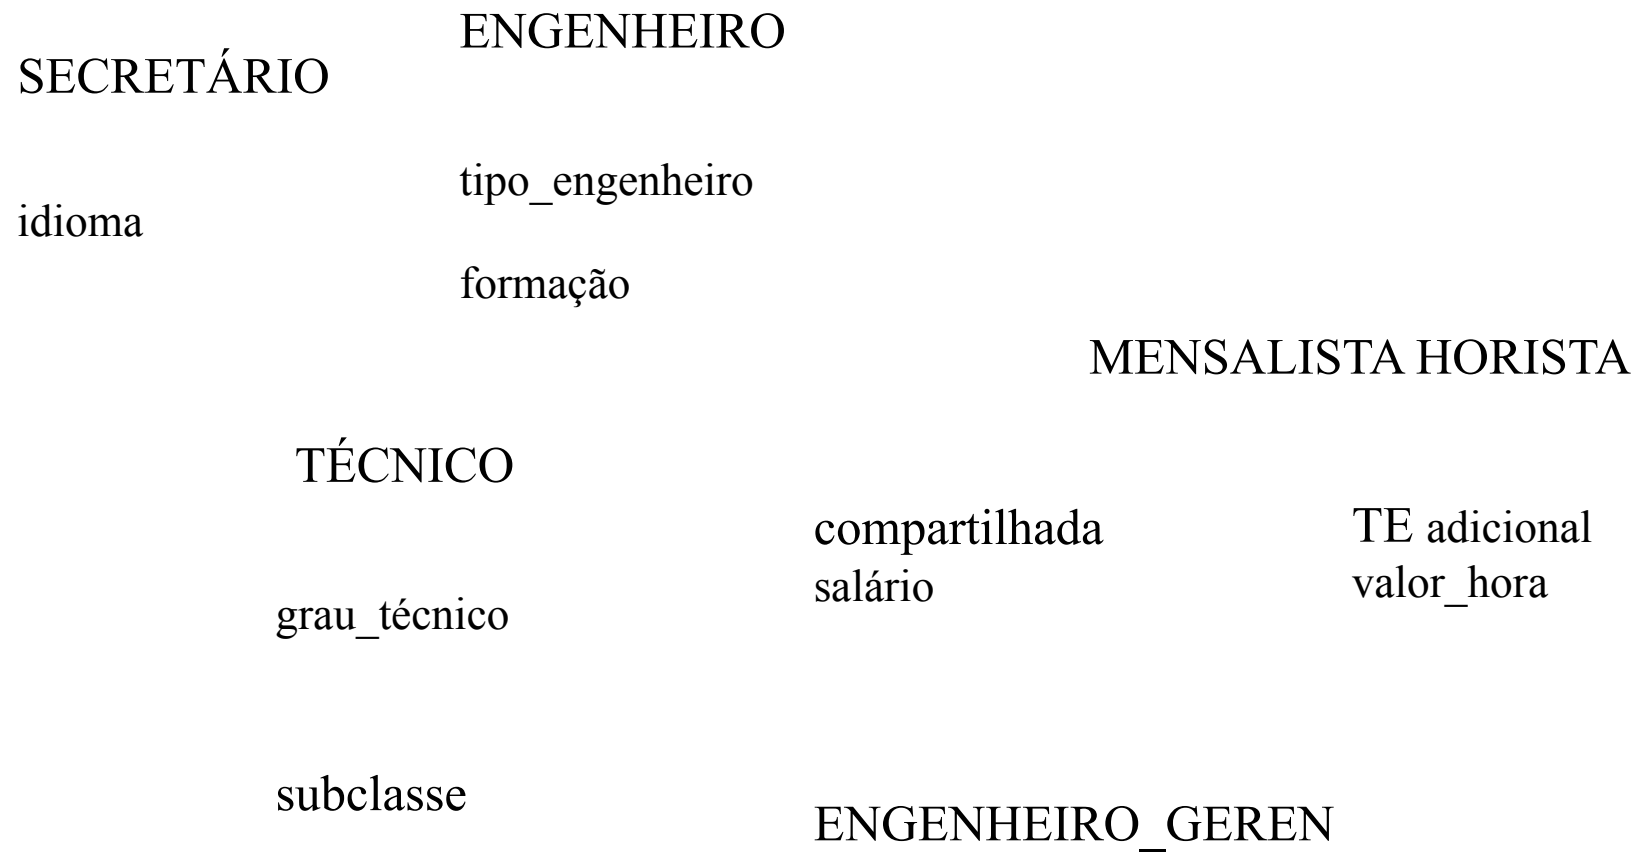 ENGENHEIRO
SECRETÁRIO
tipo_engenheiro
idioma
formação
MENSALISTA HORISTA
TÉCNICO
compartilhada
TE adicional
salário
valor_hora
grau_técnico
subclasse
ENGENHEIRO_GEREN